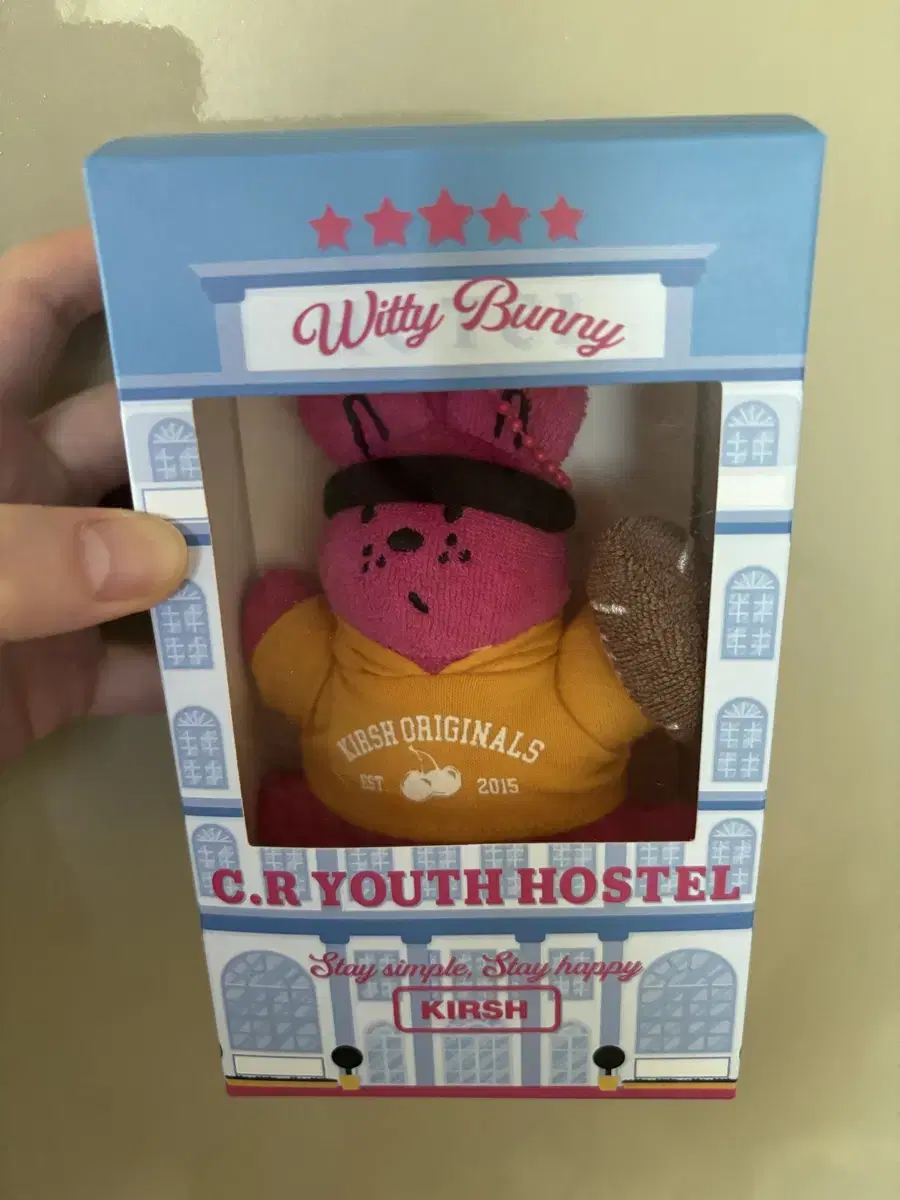 Witty Bunny
KIRSH ORIGINALS
EST 2015
C.R YOUTH HOSTEL
Stay simple, Stay happy
KIRSH